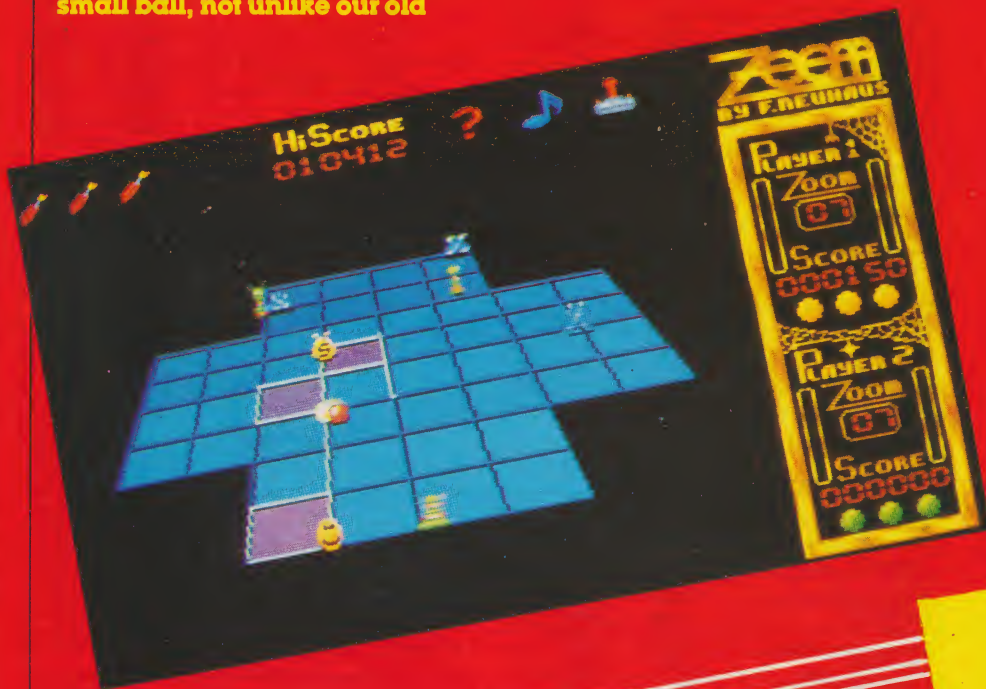 small ball, not unlike our old
HiScore
010412
?
Zoom
BY F.NEUHAUS
Player 1
Zoom
07
Score
000150
$
Player 2
Zoom
07
Score
000000